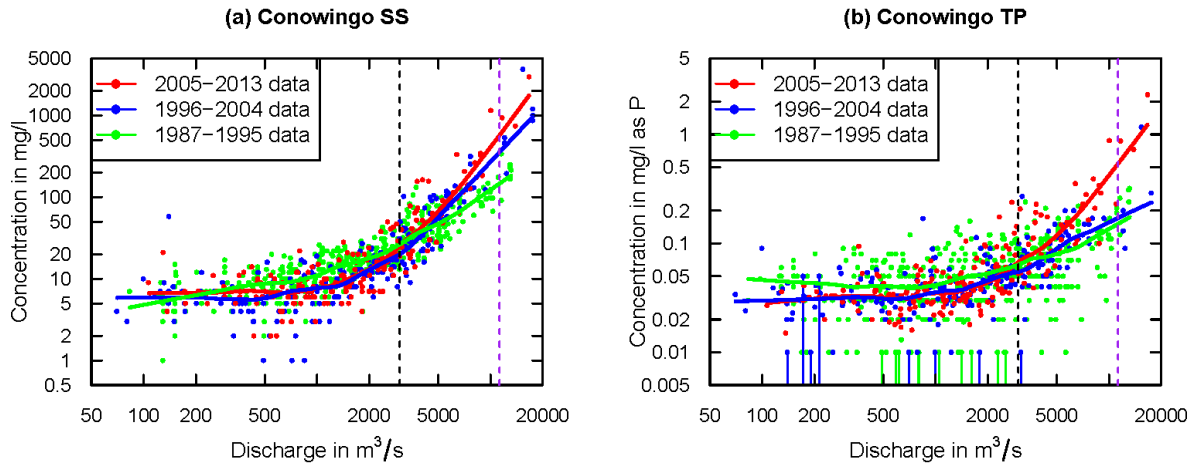 (a) Conowingo SS
5000
2000
1000
500
200
100
50
20
10
5
2
1
0.5
Concentration in mg/l
2005−2013 data
1996−2004 data
1987−1995 data
50 100 200 500 2000 5000 20000
Discharge in m³/s
(b) Conowingo TP
5
2
1
0.5
0.2
0.1
0.05
0.02
0.01
0.005
Concentration in mg/l as P
2005−2013 data
1996−2004 data
1987−1995 data
50 100 200 500 2000 5000 20000
Discharge in m³/s